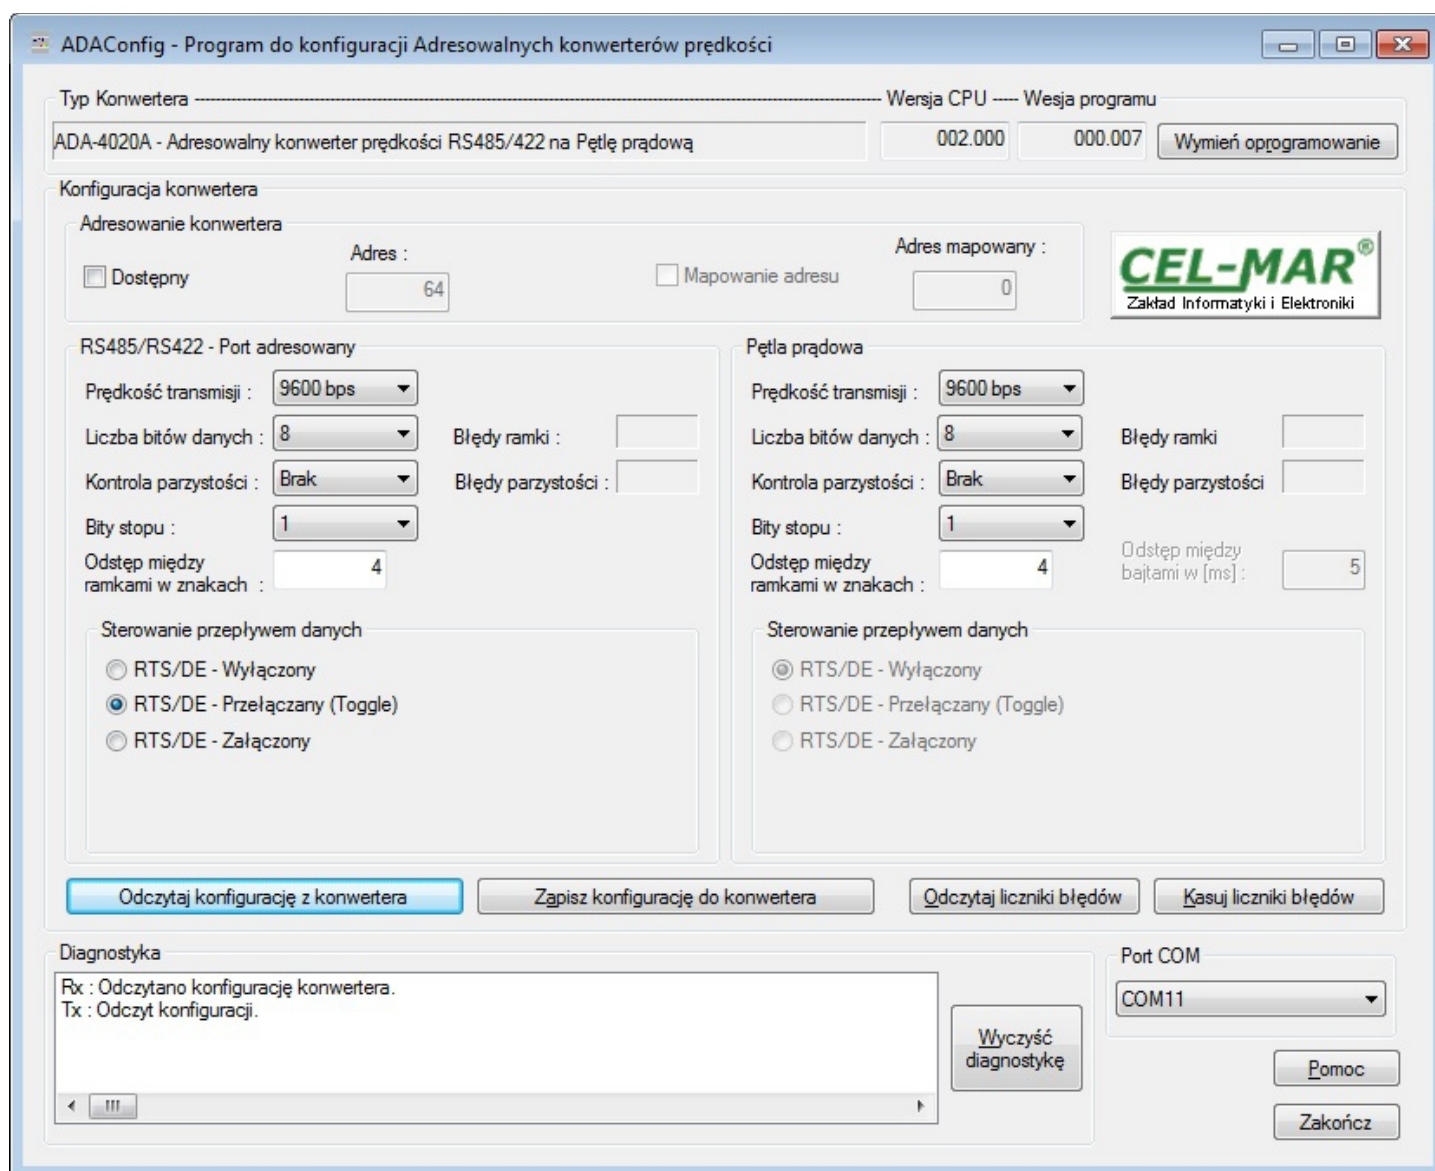 ADAConfig - Program do konfiguracji Adresowalnych konwerterów prędkości
Typ Konwertera Wersja CPU Wesja programu
ADA-4020A - Adresowalny konwerter prędkości RS485/422 na Pętlę prądową 002.000 000.007 Wymień oprogramowanie
Konfiguracja konwertera
Adresowanie konwertera
Adres : Adres mapowany :
Dostępny 64 Mapowanie adresu 0
CEL-MAR®
Zakład Informatyki i Elektroniki
RS485/RS422 - Port adresowany
Prędkość transmisji : 9600 bps
Liczba bitów danych : 8 Błędy ramki :
Kontrola parzystości : Brak Błędy parzystości :
Bity stopu : 1
Odstęp między
ramkami w znakach : 4
Sterowanie przepływem danych
RTS/DE - Wyłączony
RTS/DE - Przełączany (Toggle)
RTS/DE - Załączony
Pętla prądowa
Prędkość transmisji : 9600 bps
Liczba bitów danych : 8 Błędy ramki
Kontrola parzystości : Brak Błędy parzystości
Bity stopu : 1
Odstęp między
ramkami w znakach : 4
Odstęp między
bajtami w [ms] : 5
Sterowanie przepływem danych
RTS/DE - Wyłączony
RTS/DE - Przełączany (Toggle)
RTS/DE - Załączony
Odczytaj konfigurację z konwertera Zapisz konfigurację do konwertera Odczytaj liczniki błędów Kasuj liczniki błędów
Diagnostyka
Rx : Odczytano konfigurację konwertera.
Tx : Odczyt konfiguracji.
Wyczyść
diagnostykę
Port COM
COM11
Pomoc
Zakończ